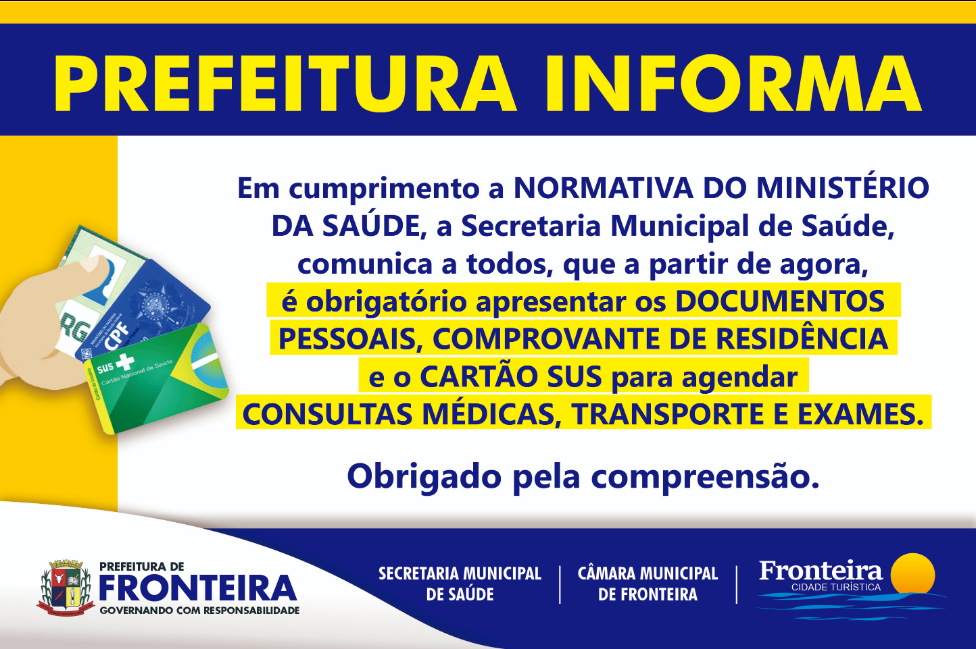 PREFEITURA INFORMA
Em cumprimento a NORMATIVA DO MINISTÉRIO
DA SAÚDE, a Secretaria Municipal de Saúde,
comunica a todos, que a partir de agora,
é obrigatório apresentar os DOCUMENTOS
PESSOAIS, COMPROVANTE DE RESIDÊNCIA
e o CARTÃO SUS para agendar
CONSULTAS MÉDICAS, TRANSPORTE E EXAMES.
Obrigado pela compreensão.
RG
CPF
SUS
Cartão Nacional de Saúde
PREFEITURA DE
FRONTEIRA
GOVERNANDO COM RESPONSABILIDADE
SECRETARIA MUNICIPAL
DE SAÚDE
CÂMARA MUNICIPAL
DE FRONTEIRA
Fronteira
CIDADE TURÍSTICA